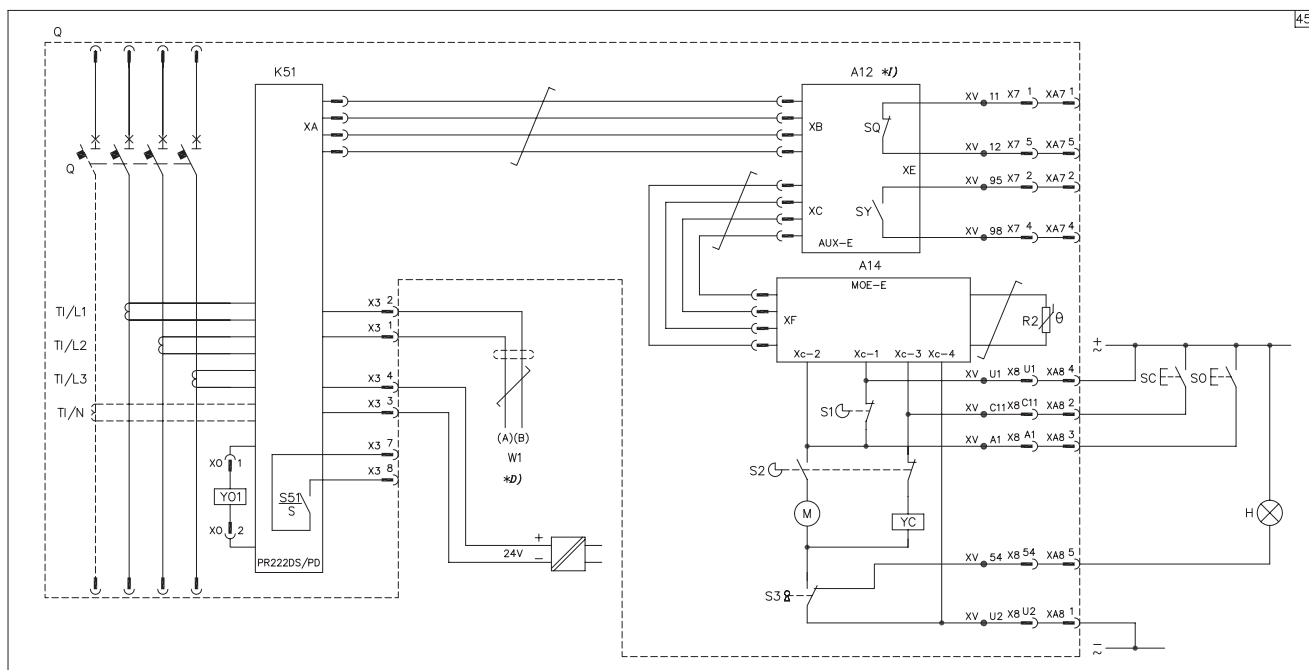 45
Q
K51
A12 *I)
XA
XB
SQ
XE
XC
SY
AUX-E
XV 11 X7 1 XA7 1
XV 12 X7 5 XA7 5
XV 95 X7 2 XA7 2
XV 98 X7 4 XA7 4
Q
A14
MOE-E
XF
R2 θ
Xc-2 Xc-1 Xc-3 Xc-4
TI/L1
TI/L2
TI/L3
TI/N
X3 2
X3 1
X3 4
X3 3
X3 7
X3 8
(A)(B)
W1
*D)
+
~
SC
SO
XV U1 X8 U1 XA8 4
XV C11 X8 C11 XA8 2
XV A1 X8 A1 XA8 3
S1
S2
M
YC
H
XO 1
YO1
XO 2
S51
S
PR222DS/PD
+
24V
–
XV 54 X8 54 XA8 5
S3
XV U2 X8 U2 XA8 1
–
~